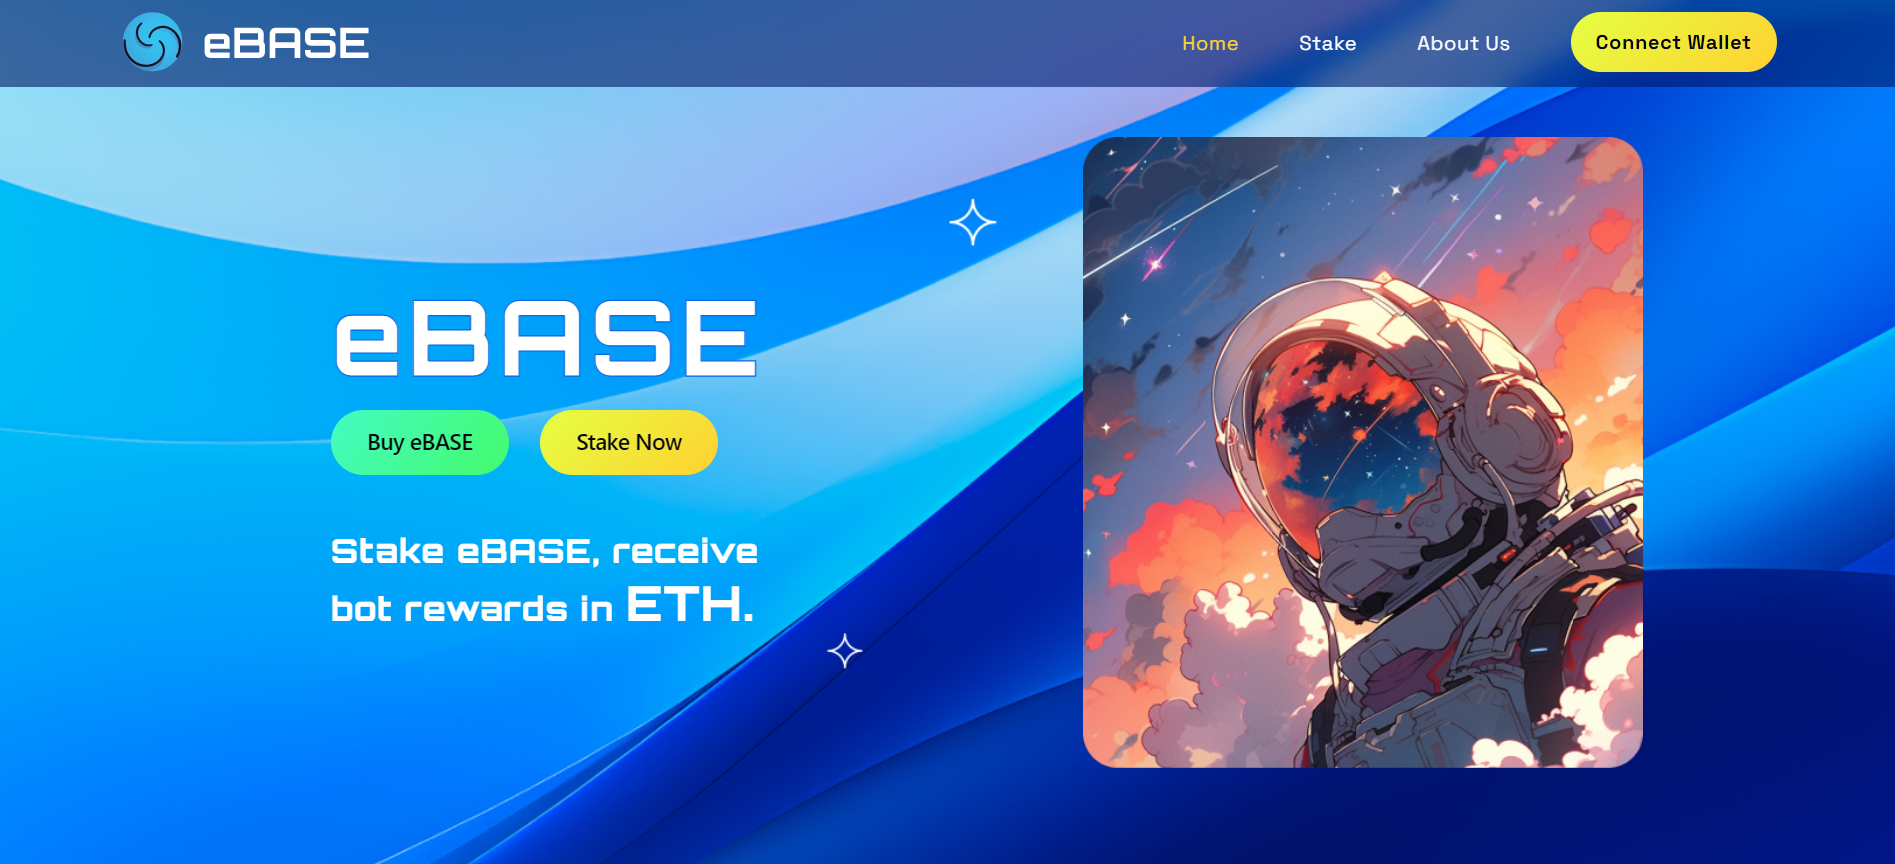 eBASE
Home Stake About Us Connect Wallet
eBASE
Buy eBASE Stake Now
Stake eBASE, receive
bot rewards in ETH.